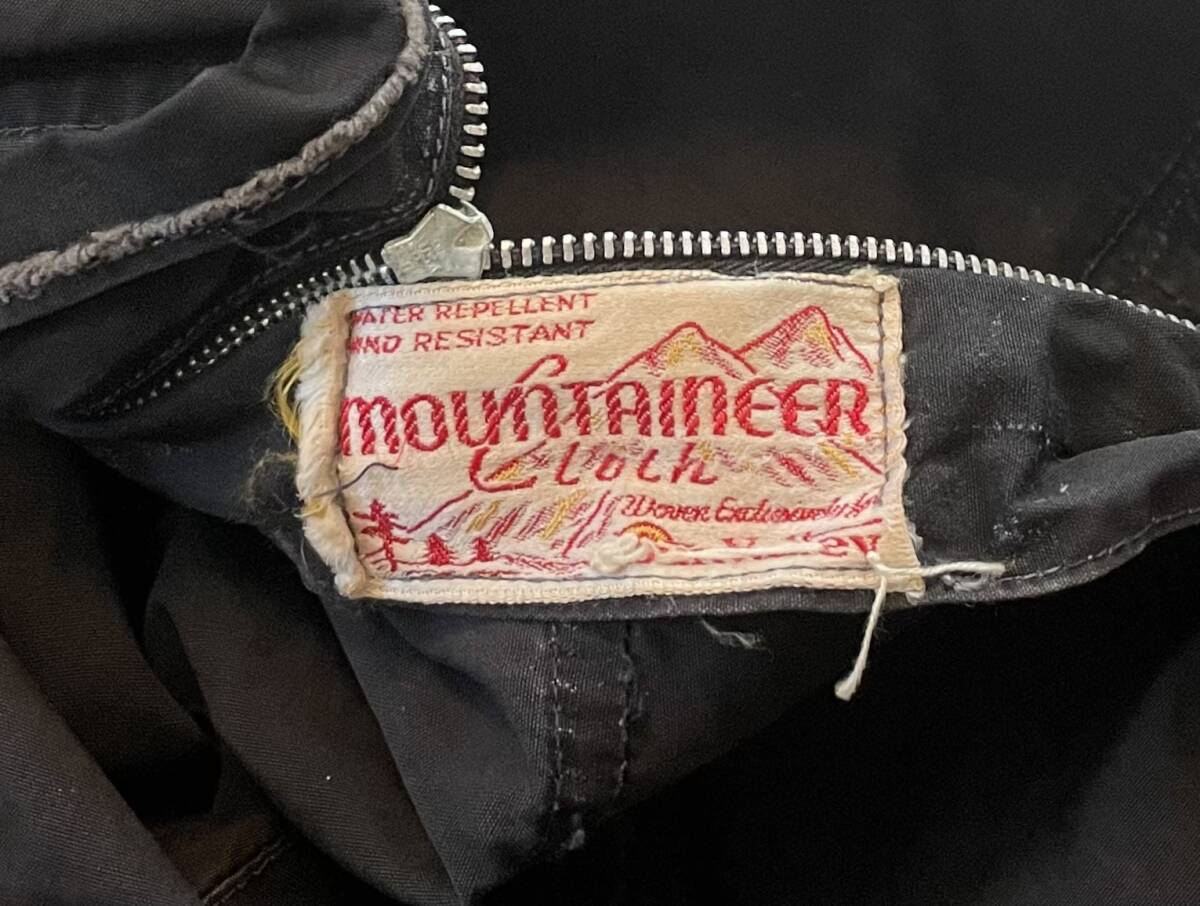 WATER REPELLENT
WIND RESISTANT
MOUNTAINEER
Cloth
Woven Exclusively